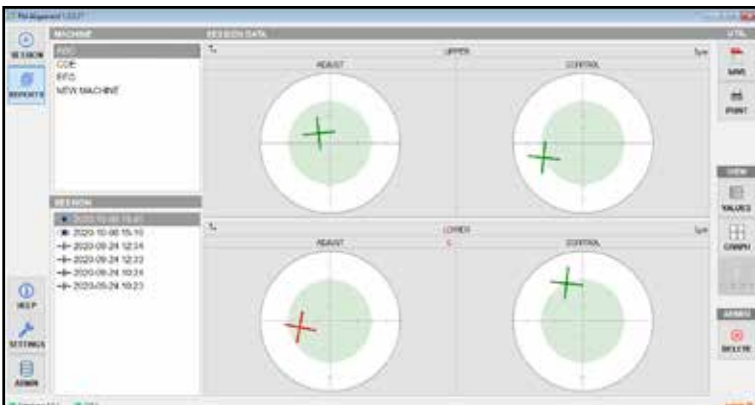 MACHINE
SESSION DATA
UTIL
SESSION
REPORTS
ABC
CDE
EFG
NEW MACHINE
UPPER
ADJUST
CONTROL
SAVE
PRINT
SESSION
2020-10-08 15:10
2020-09-24 12:34
2020-09-24 12:33
2020-09-24 10:31
2020-09-24 10:23
LOWER
ADJUST
CONTROL
VIEW
VALUES
GRAPH
HELP
SETTINGS
ADMIN
ADMIN
DELETE